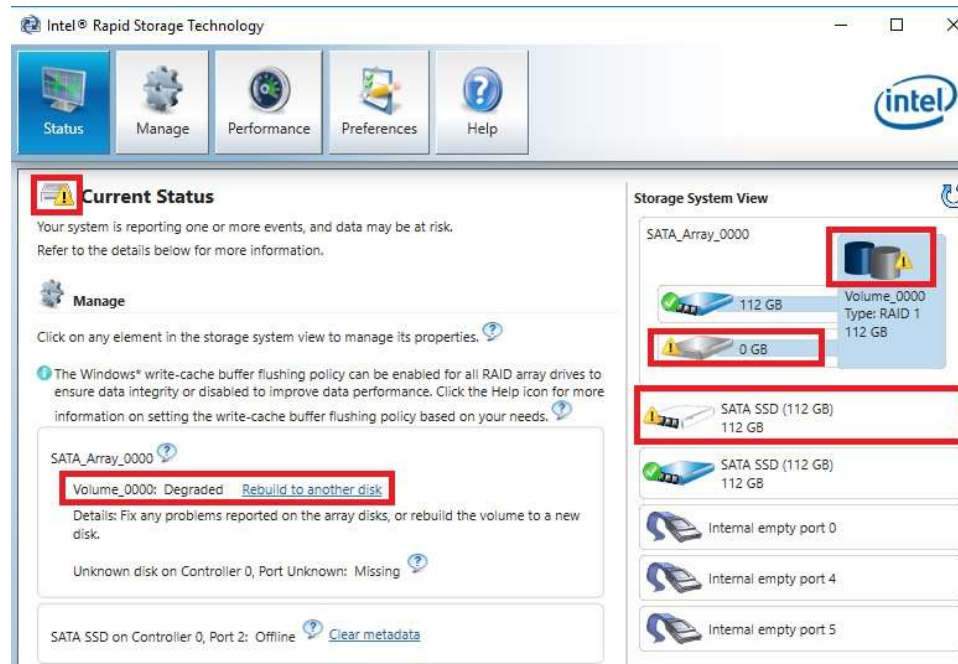 Intel® Rapid Storage Technology
Status
Manage
Performance
Preferences
Help
intel
Current Status
Your system is reporting one or more events, and data may be at risk.
Refer to the details below for more information.
Manage
Click on any element in the storage system view to manage its properties.
The Windows* write-cache buffer flushing policy can be enabled for all RAID array drives to
ensure data integrity or disabled to improve data performance. Click the Help icon for more
information on setting the write-cache buffer flushing policy based on your needs.
SATA_Array_0000
Volume_0000: Degraded Rebuild to another disk
Details: Fix any problems reported on the array disks, or rebuild the volume to a new
disk.
Unknown disk on Controller 0, Port Unknown: Missing
SATA SSD on Controller 0, Port 2: Offline Clear metadata
Storage System View
SATA_Array_0000
112 GB
0 GB
Volume_0000
Type: RAID 1
112 GB
SATA SSD (112 GB)
112 GB
SATA SSD (112 GB)
112 GB
Internal empty port 0
Internal empty port 4
Internal empty port 5